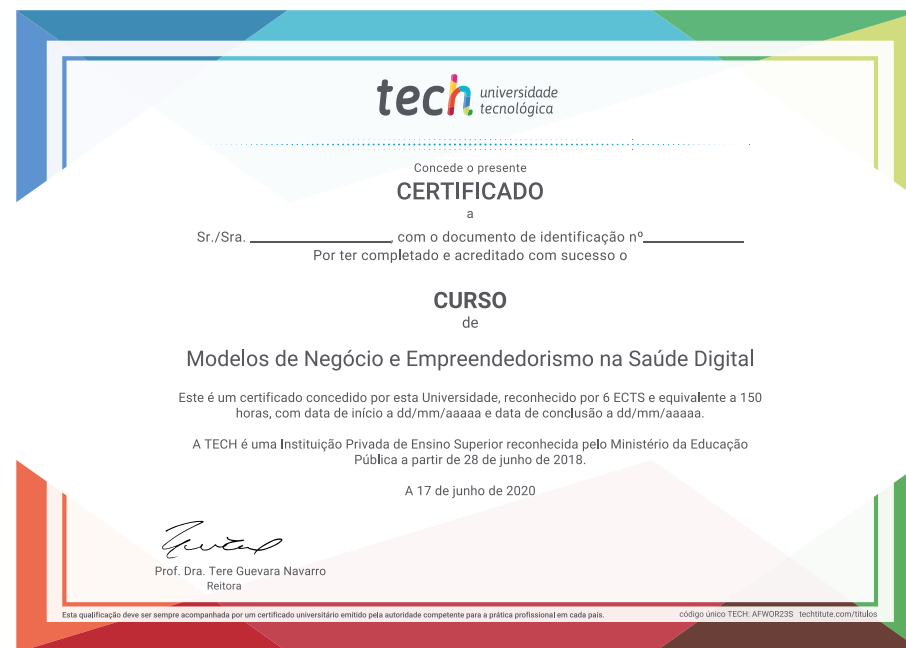 tech universidade
tecnológica
Concede o presente
CERTIFICADO
a
Sr./Sra. , com o documento de identificação nº
Por ter completado e acreditado com sucesso o
CURSO
de
Modelos de Negócio e Empreendedorismo na Saúde Digital
Este é um certificado concedido por esta Universidade, reconhecido por 6 ECTS e equivalente a 150
horas, com data de início a dd/mm/aaaaa e data de conclusão a dd/mm/aaaaa.
A TECH é uma Instituição Privada de Ensino Superior reconhecida pelo Ministério da Educação
Pública a partir de 28 de junho de 2018.
A 17 de junho de 2020
Prof. Dra. Tere Guevara Navarro
Reitora
Esta qualificação deve ser sempre acompanhada por um certificado universitário emitido pela autoridade competente para a prática profissional em cada país. código único TECH: AFWOR23S techtitute.com/titulos